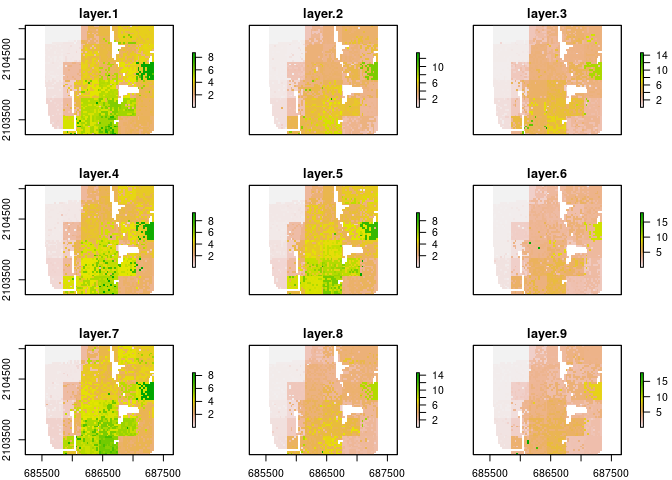 layer.1 layer.2 layer.3
2104500 2103500
8 6 4 2
10 6 2
14 10 6 2
layer.4 layer.5 layer.6
2104500 2103500
8 6 4 2
8 6 4 2
15 10 5
layer.7 layer.8 layer.9
2104500 2103500
8 6 4 2
14 10 6 4 2
15 10 5
685500 686500 687500 685500 686500 687500 685500 686500 687500